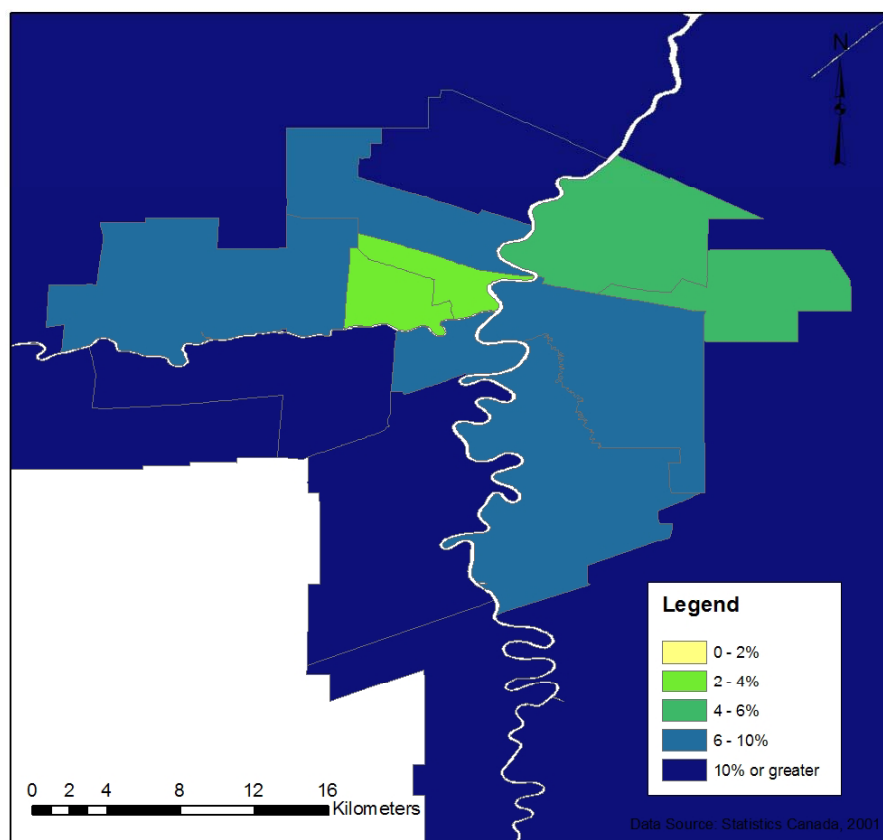 N
Legend
0 - 2%
2 - 4%
4 - 6%
6 - 10%
10% or greater
0 2 4 8 12 16
Kilometers
Data Source: Statistics Canada, 2001